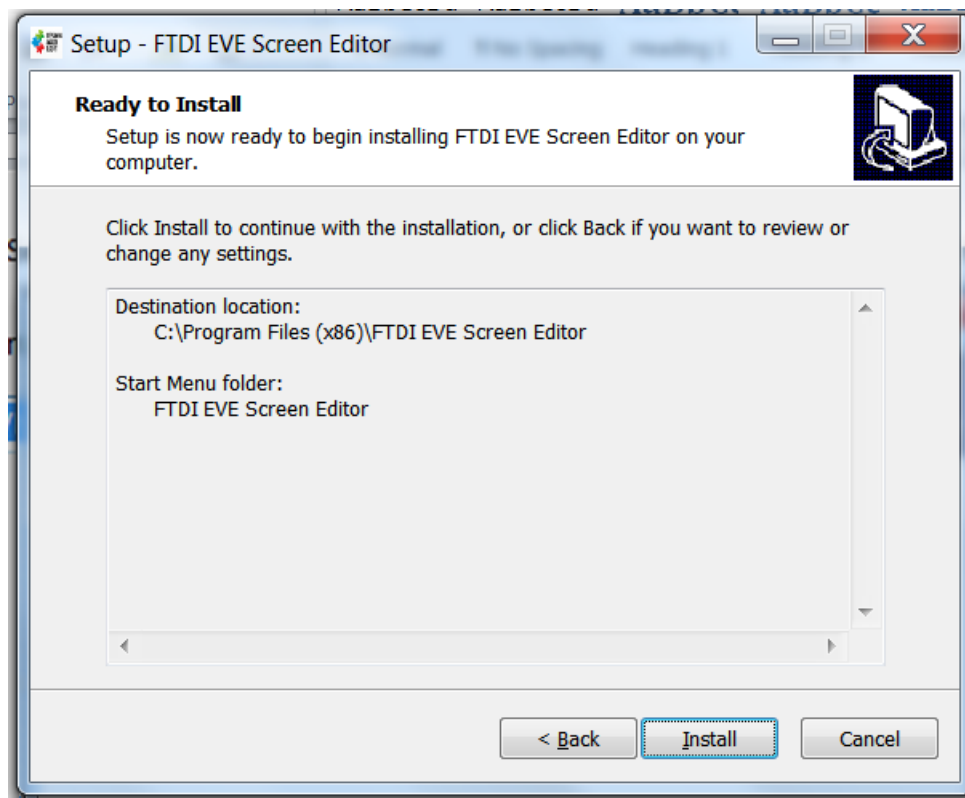 Setup - FTDI EVE Screen Editor
Ready to Install
Setup is now ready to begin installing FTDI EVE Screen Editor on your
computer.
Click Install to continue with the installation, or click Back if you want to review or
change any settings.
Destination location:
C:\Program Files (x86)\FTDI EVE Screen Editor
Start Menu folder:
FTDI EVE Screen Editor
< Back
Install
Cancel